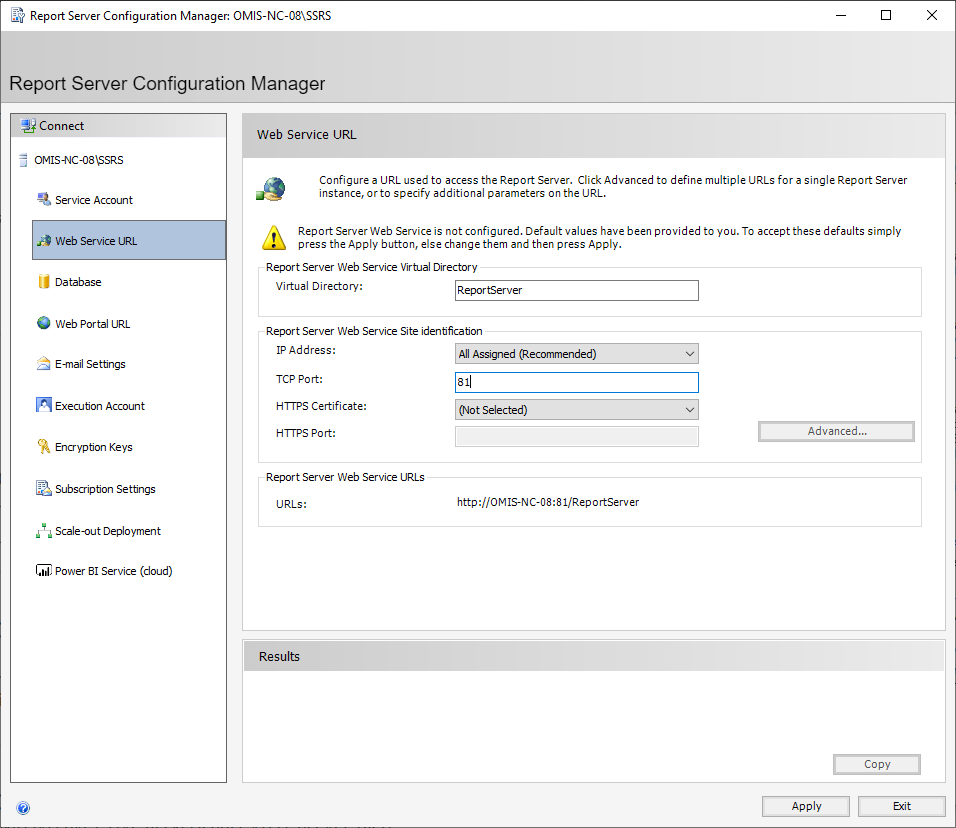 Report Server Configuration Manager: OMIS-NC-08\SSRS
Report Server Configuration Manager
Connect
OMIS-NC-08\SSRS
Service Account
Web Service URL
Database
Web Portal URL
E-mail Settings
Execution Account
Encryption Keys
Subscription Settings
Scale-out Deployment
Power BI Service (cloud)
Web Service URL
Configure a URL used to access the Report Server.  Click Advanced to define multiple URLs for a single Report Server
instance, or to specify additional parameters on the URL.
Report Server Web Service is not configured. Default values have been provided to you. To accept these defaults simply
press the Apply button, else change them and then press Apply.
Report Server Web Service Virtual Directory
Virtual Directory: ReportServer
Report Server Web Service Site identification
IP Address: All Assigned (Recommended)
TCP Port: 81
HTTPS Certificate: (Not Selected)
HTTPS Port:
Advanced...
Report Server Web Service URLs
URLs: http://OMIS-NC-08:81/ReportServer
Results
Copy
Apply Exit